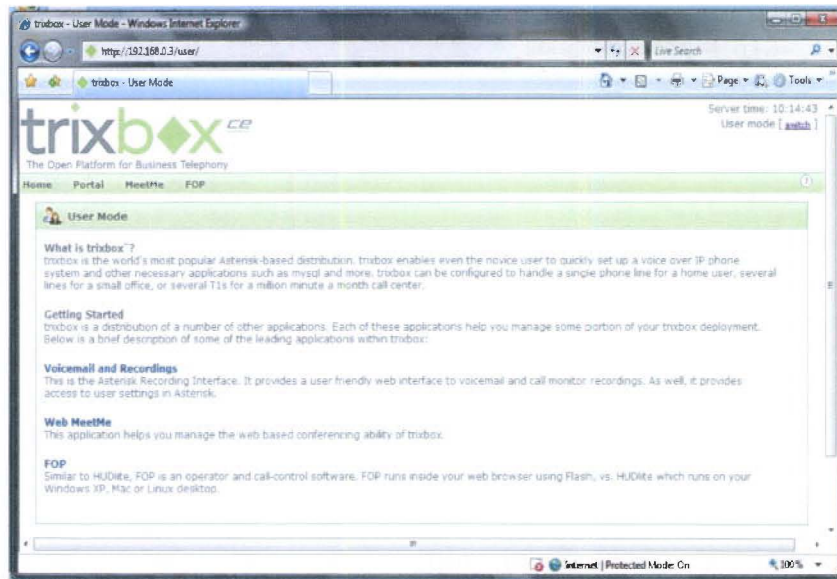 trixbox - User Mode - Windows Internet Explorer
http://192.168.0.3/user/
Live Search
trixbox - User Mode
Page
Tools
Server time: 10:14:43
User mode [ switch ]
trixbox CE
The Open Platform for Business Telephony
Home Portal MeetMe FOP
User Mode
What is trixbox™?
trixbox is the world's most popular Asterisk-based distribution. trixbox enables even the novice user to quickly set up a voice over IP phone
system and other necessary applications such as mysql and more. trixbox can be configured to handle a single phone line for a home user, several
lines for a small office, or several T1s for a million minute a month call center.
Getting Started
trixbox is a distribution of a number of other applications. Each of these applications help you manage some portion of your trixbox deployment.
Below is a brief description of some of the leading applications within trixbox:
Voicemail and Recordings
This is the Asterisk Recording Interface. It provides a user friendly web interface to voicemail and call monitor recordings. As well, it provides
access to user settings in Asterisk.
Web MeetMe
This application helps you manage the web based conferencing ability of trixbox.
FOP
Similar to HUDlite, FOP is an operator and call-control software. FOP runs inside your web browser using Flash, vs. HUDlite which runs on your
Windows XP, Mac or Linux desktop.
Internet | Protected Mode: On
100%